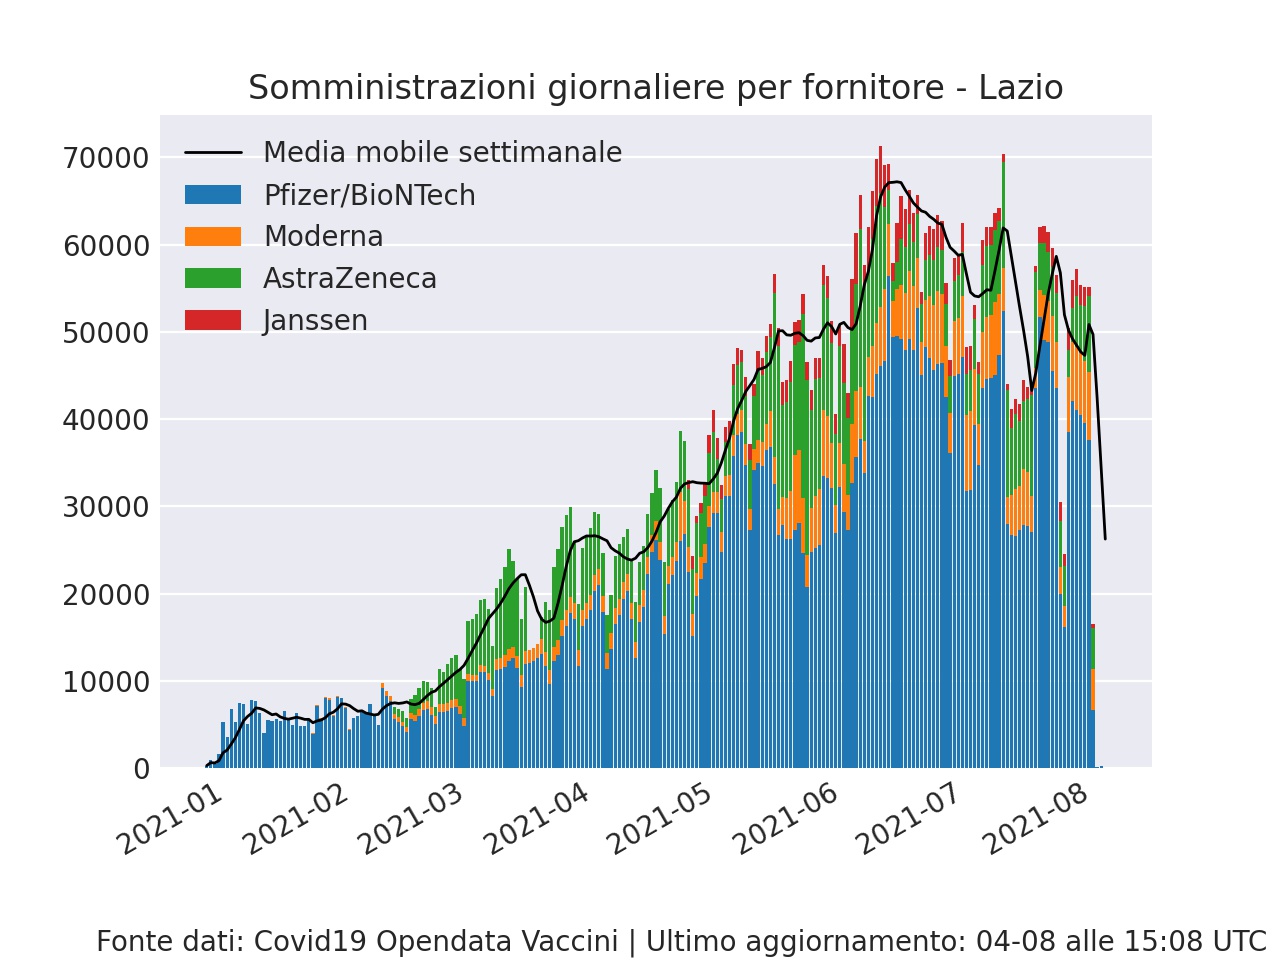 Somministrazioni giornaliere per fornitore - Lazio
Media mobile settimanale
Pfizer/BioNTech
Moderna
AstraZeneca
Janssen
70000
60000
50000
40000
30000
20000
10000
0
2021-01
2021-02
2021-03
2021-04
2021-05
2021-06
2021-07
2021-08
Fonte dati: Covid19 Opendata Vaccini | Ultimo aggiornamento: 04-08 alle 15:08 UTC